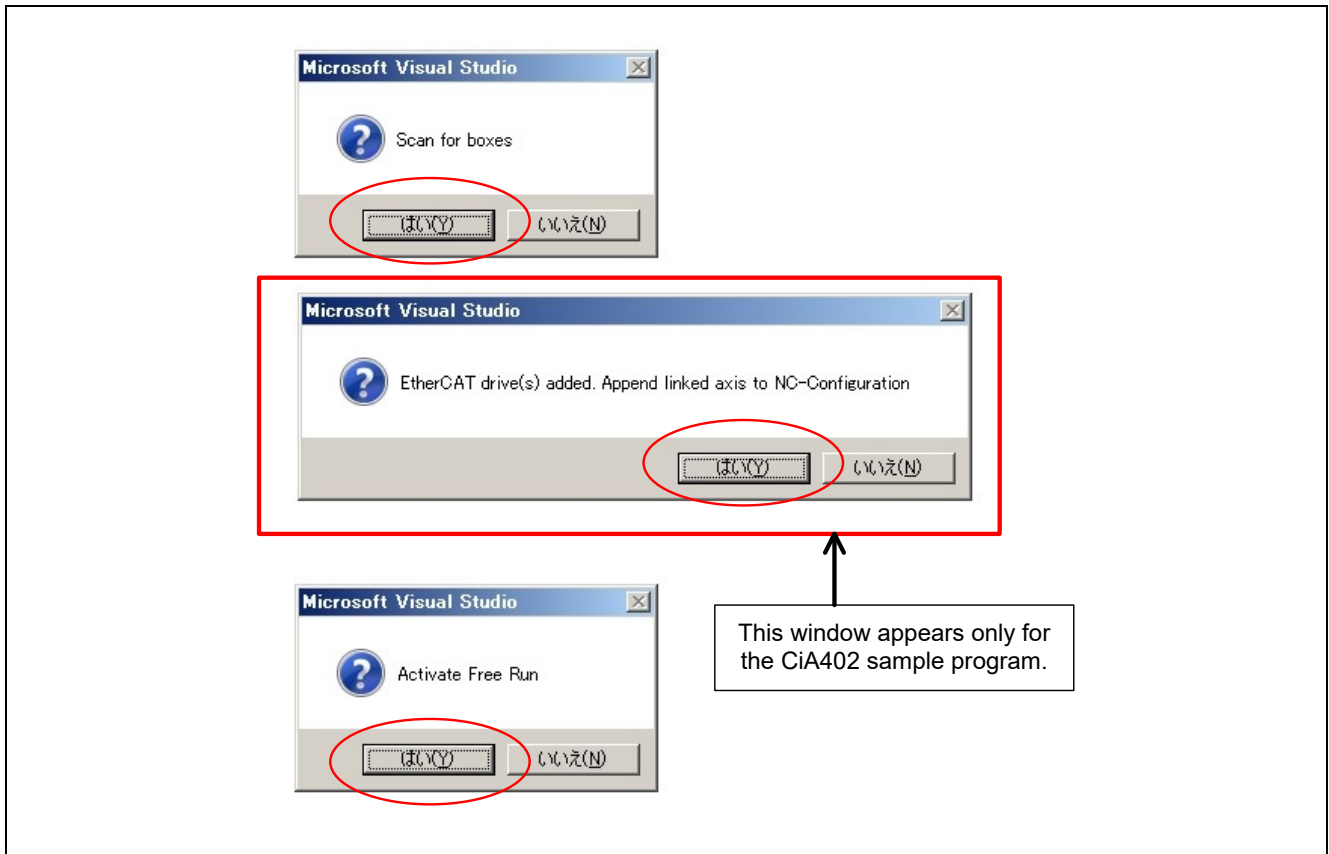 Microsoft Visual Studio
Scan for boxes
はい(Y) いいえ(N)
Microsoft Visual Studio
EtherCAT drive(s) added. Append linked axis to NC-Configuration
はい(Y) いいえ(N)
Microsoft Visual Studio
Activate Free Run
はい(Y) いいえ(N)
This window appears only for
the CiA402 sample program.